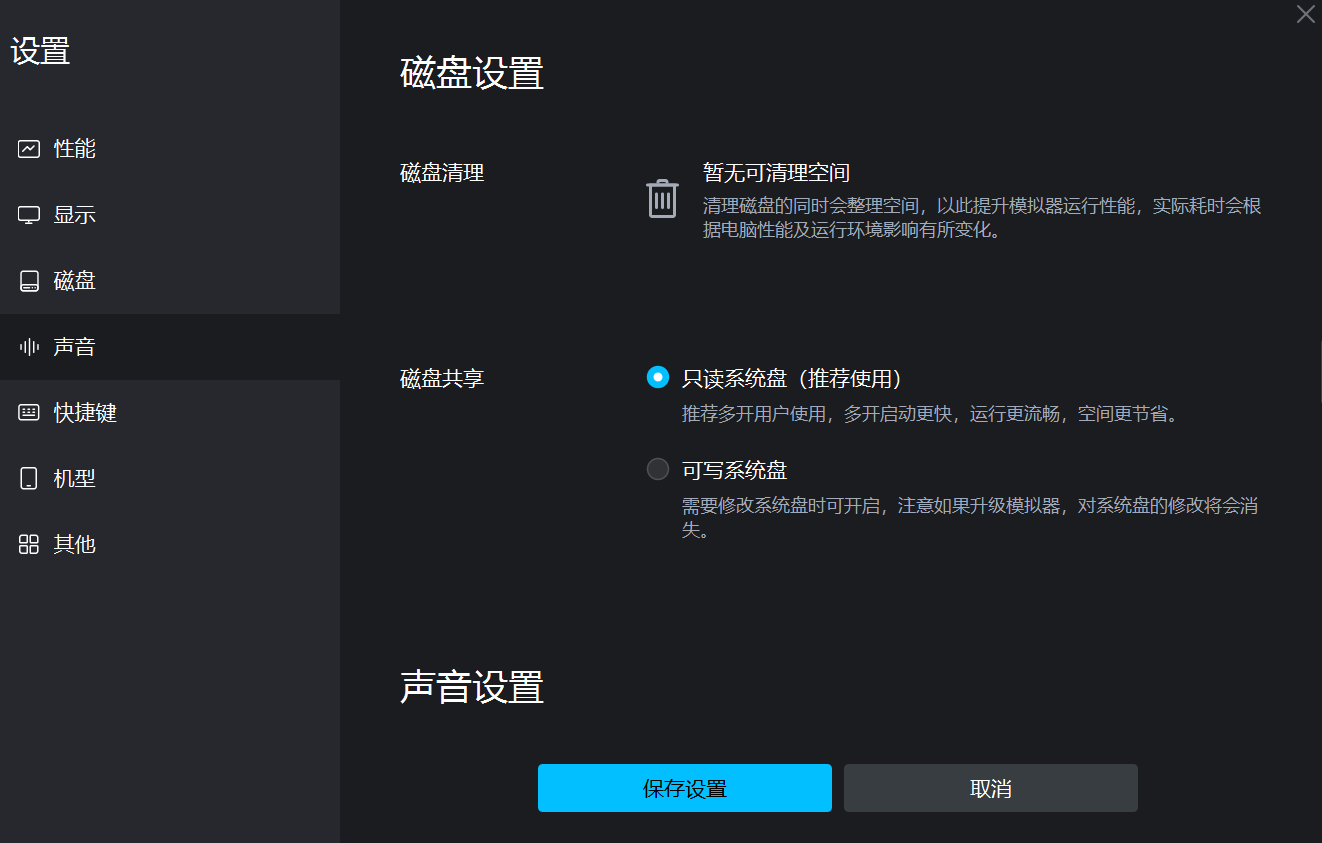 设置
性能
显示
磁盘
声音
快捷键
机型
其他
磁盘设置
磁盘清理
暂无可清理空间
清理磁盘的同时会整理空间，以此提升模拟器运行性能，实际耗时会根
据电脑性能及运行环境影响有所变化。
磁盘共享
只读系统盘（推荐使用）
推荐多开用户使用，多开启动更快，运行更流畅，空间更节省。
可写系统盘
需要修改系统盘时可开启，注意如果升级模拟器，对系统盘的修改将会消
失。
声音设置
保存设置
取消